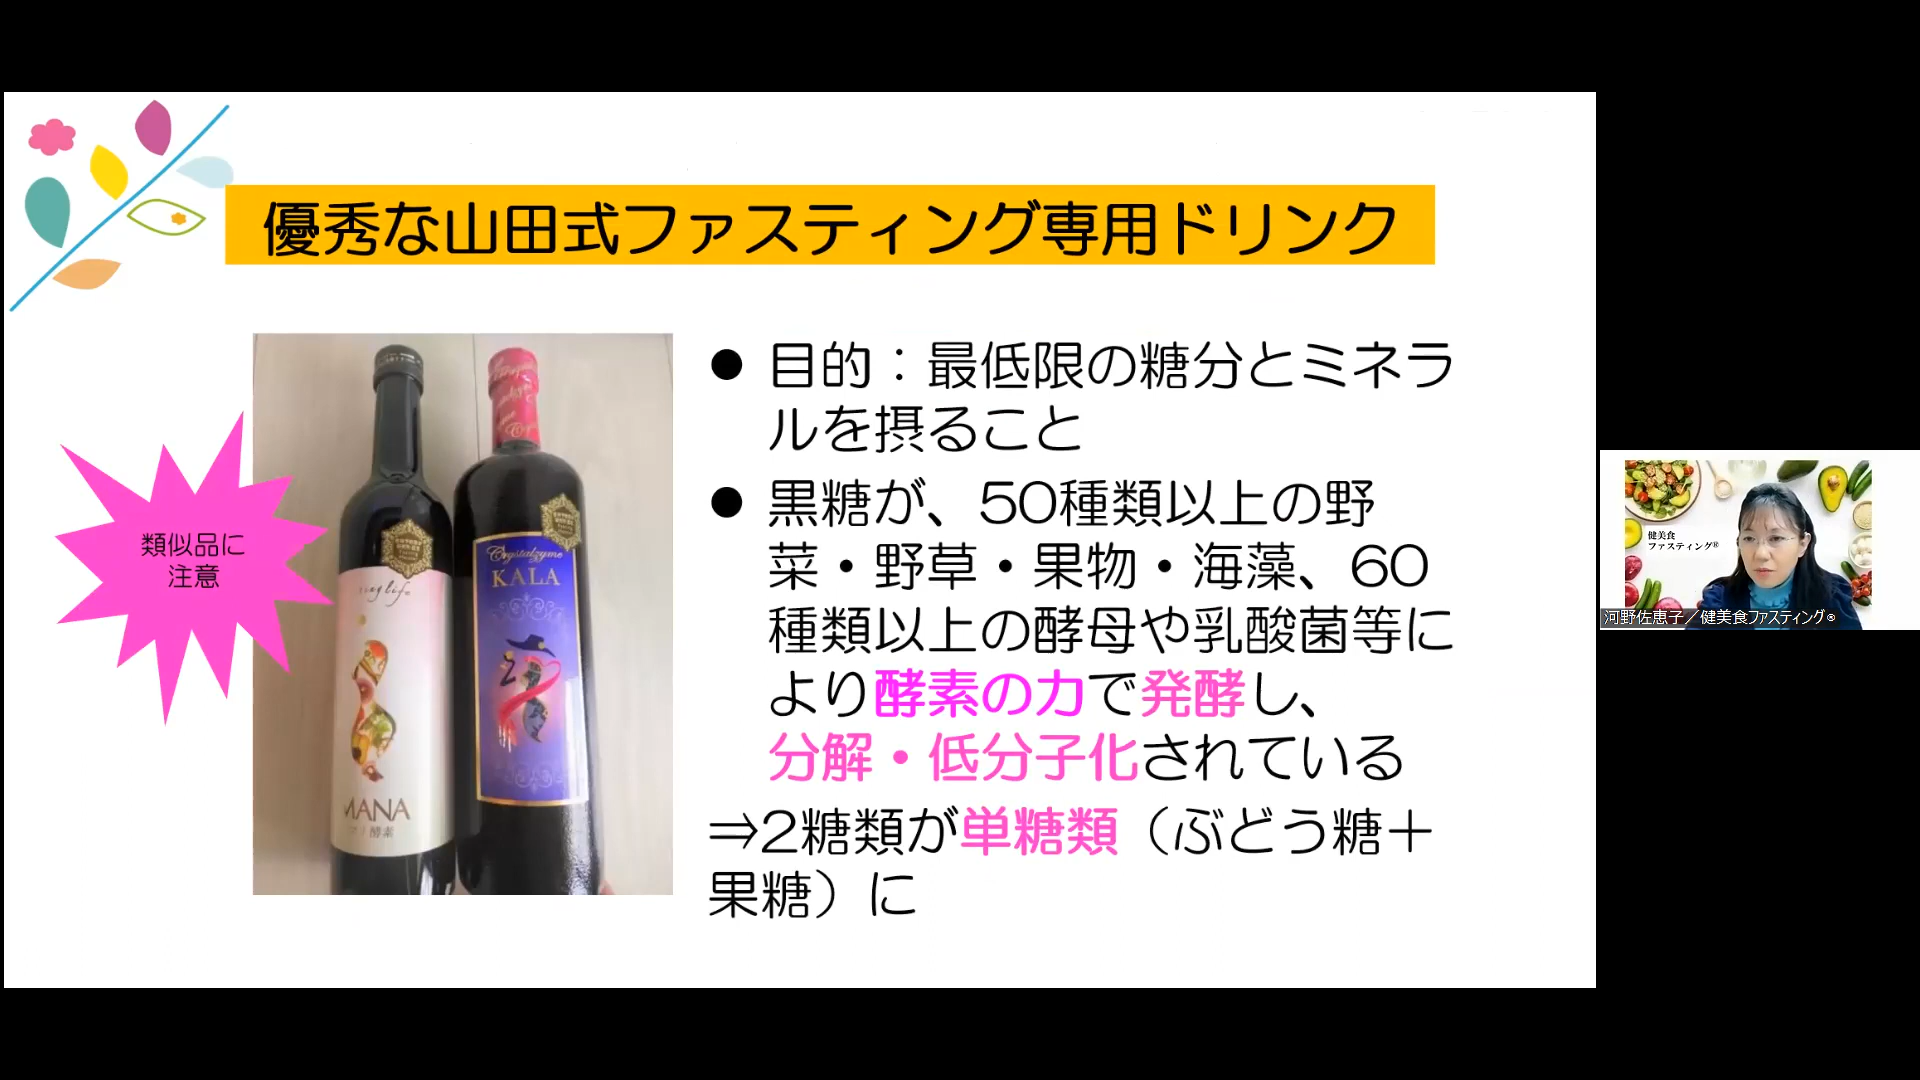 優秀な山田式ファスティング専用ドリンク
類似品に
注意
Crystalzyme
KALA
MANA
酵素
● 目的：最低限の糖分とミネラ
ルを摂ること
● 黒糖が、50種類以上の野
菜・野草・果物・海藻、60
種類以上の酵母や乳酸菌等に
より酵素の力で発酵し、
分解・低分子化されている
⇒2糖類が単糖類（ぶどう糖＋
果糖）に
健美食
ファスティング®
河野佐恵子／健美食ファスティング®